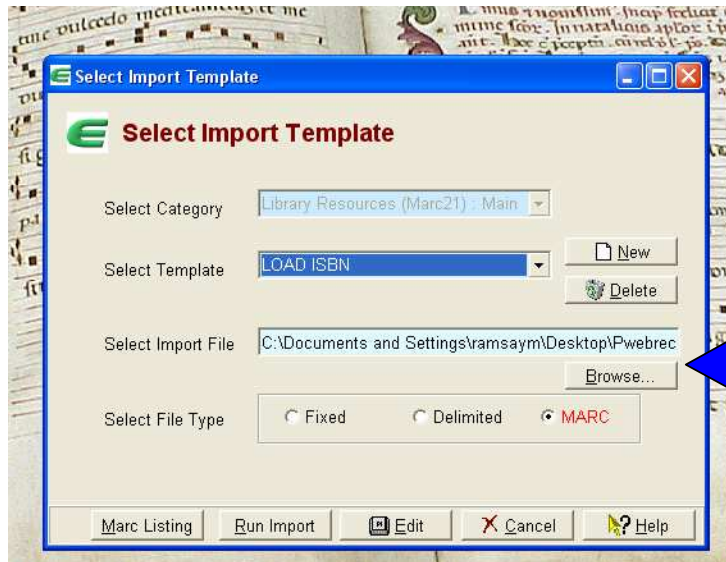 Select Import Template
Select Import Template
Select Category Library Resources (Marc21) : Main
Select Template LOAD ISBN
New
Delete
Select Import File C:\Documents and Settings\ramsaym\Desktop\Pwebrec
Browse...
Select File Type Fixed Delimited MARC
Marc Listing Run Import Edit Cancel Help